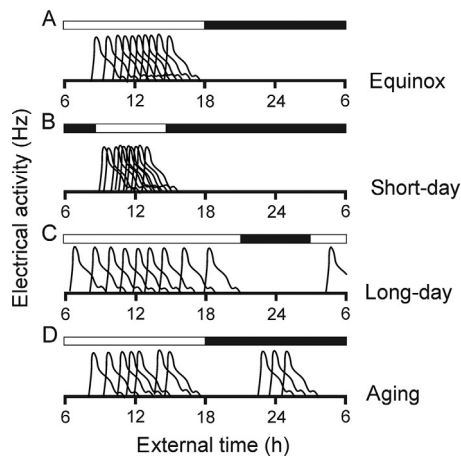 A
6 12 18 24 6
Equinox
B
6 12 18 24 6
Short-day
C
6 12 18 24 6
Long-day
D
6 12 18 24 6
Aging
Electrical activity (Hz)
External time (h)